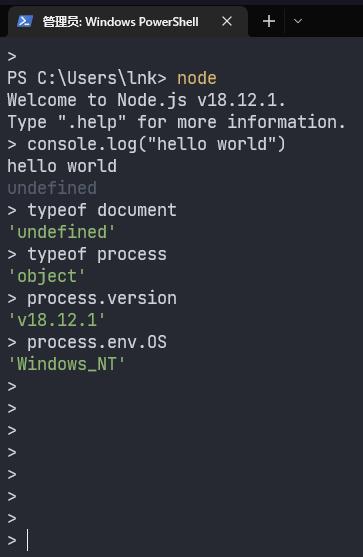 管理员: Windows PowerShell
>
PS C:\Users\lnk> node
Welcome to Node.js v18.12.1.
Type ".help" for more information.
> console.log("hello world")
hello world
undefined
> typeof document
'undefined'
> typeof process
'object'
> process.version
'v18.12.1'
> process.env.OS
'Windows_NT'
>
>
>
>
>
>
>
>